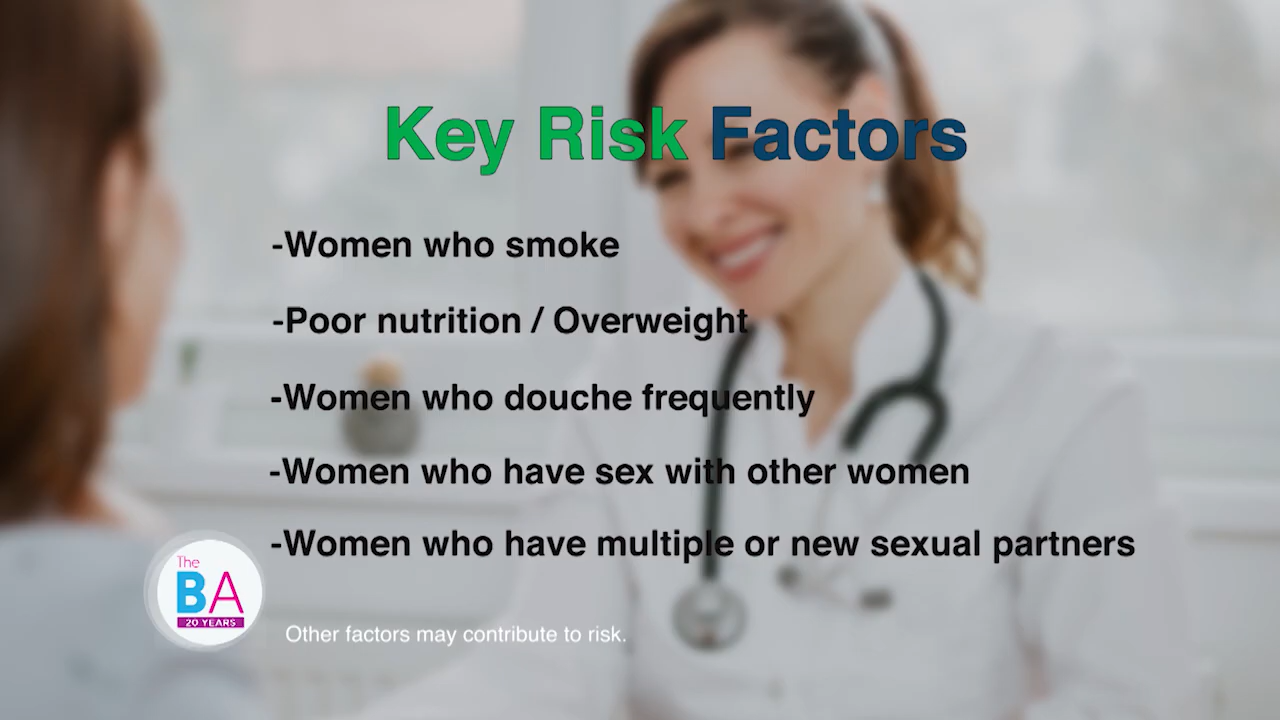 Key Risk Factors
-Women who smoke
-Poor nutrition / Overweight
-Women who douche frequently
-Women who have sex with other women
-Women who have multiple or new sexual partners
The
BA
20 YEARS
Other factors may contribute to risk.